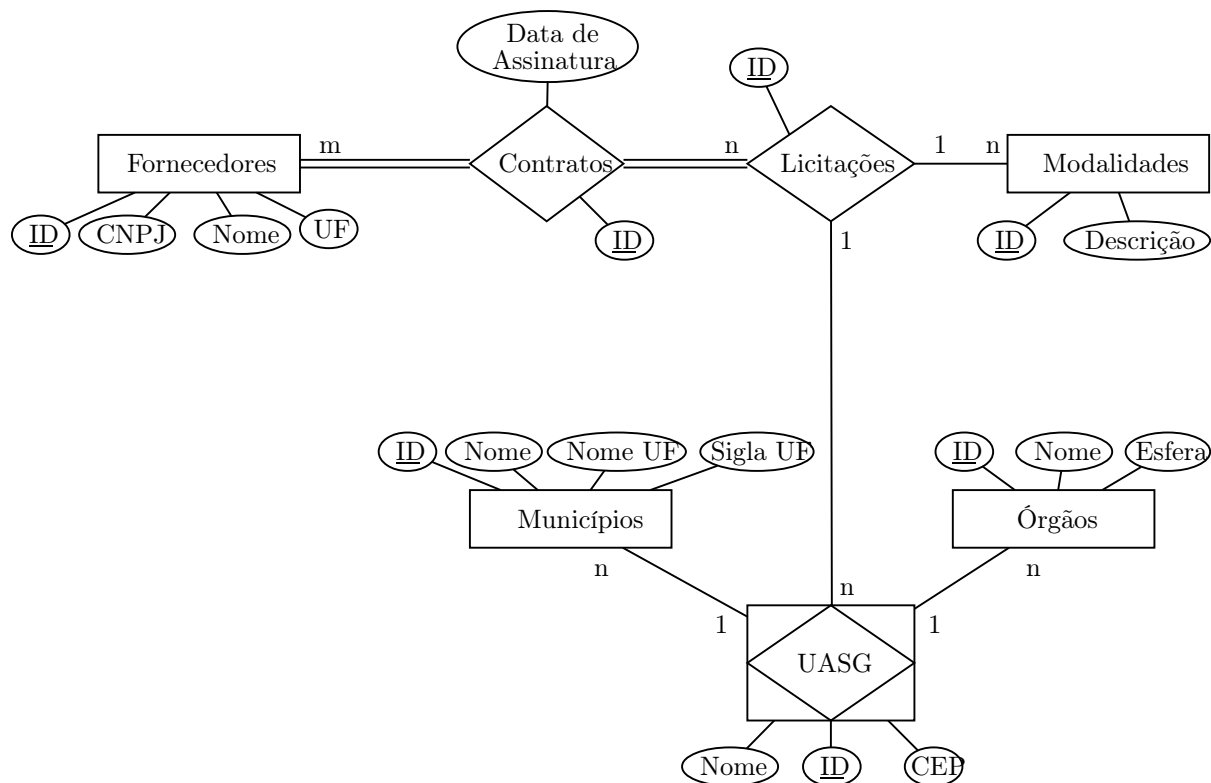 Data de
Assinatura
ID
Fornecedores
m
Contratos
n
Licitações
1
n
Modalidades
ID
CNPJ
Nome
UF
ID
1
ID
Descrição
ID
Nome
Nome UF
Sigla UF
ID
Nome
Esfera
Municípios
Órgãos
n
n
n
1
1
UASG
Nome
ID
CEP